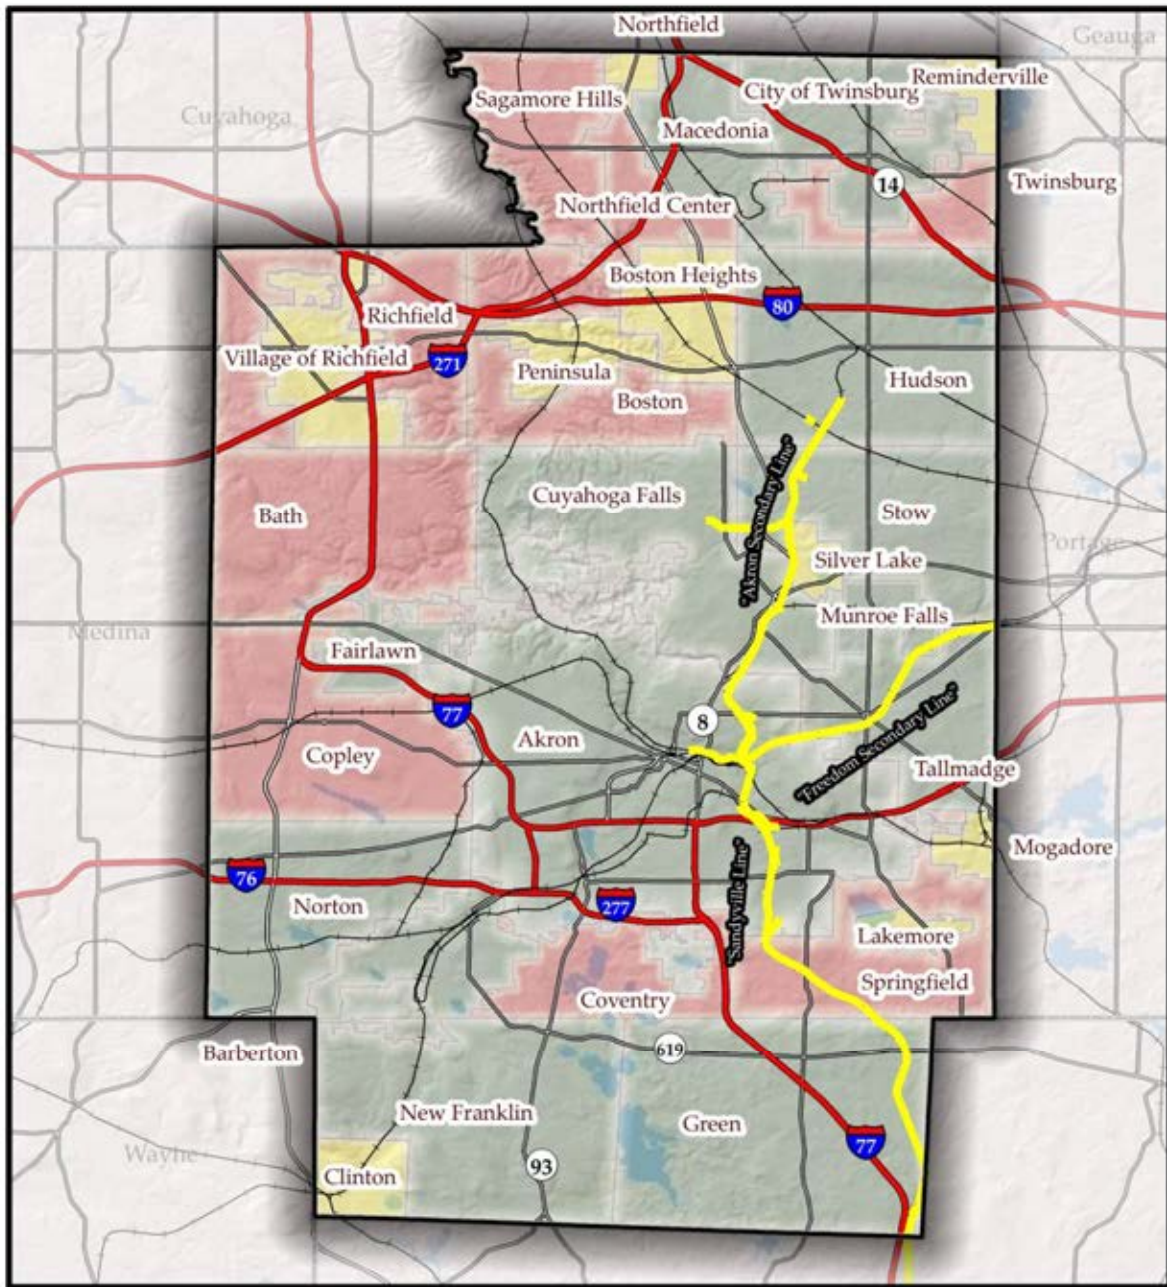 Northfield
Geauga
Reminderville
City of Twinsburg
Sagamore Hills
Cuyahoga
Macedonia
14
Twinsburg
Northfield Center
Boston Heights
80
Richfield
Village of Richfield
271
Peninsula
Hudson
Boston
"Akron Secondary Line"
Cuyahoga Falls
Bath
Stow
Portage
Silver Lake
Munroe Falls
Medina
Fairlawn
77
8
"Freedom Secondary Line"
Akron
Copley
Tallmadge
Mogadore
76
"Sandyville Line"
Norton
277
Lakemore
Springfield
Coventry
Barberton
619
New Franklin
Green
77
Wayne
93
Clinton